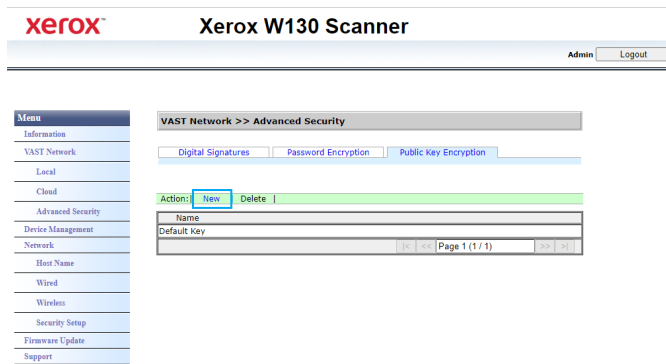 xerox™ Xerox W130 Scanner
Admin Logout
Menu
Information
VAST Network
Local
Cloud
Advanced Security
Device Management
Network
Host Name
Wired
Wireless
Security Setup
Firmware Update
Support
VAST Network >> Advanced Security
Digital Signatures Password Encryption Public Key Encryption
Action: | New | Delete |
Name
Default Key
|< << Page 1 (1 / 1) >> >|